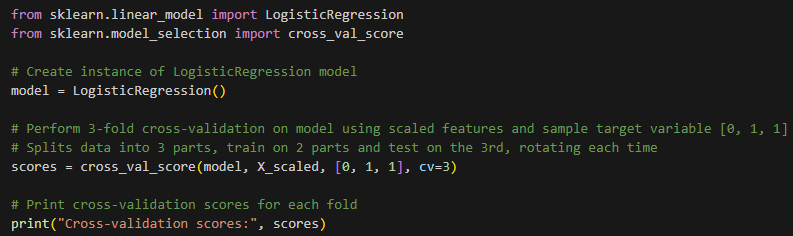 from sklearn.linear_model import LogisticRegression
from sklearn.model_selection import cross_val_score
# Create instance of LogisticRegression model
model = LogisticRegression()
# Perform 3-fold cross-validation on model using scaled features and sample target variable [0, 1, 1]
# Splits data into 3 parts, train on 2 parts and test on the 3rd, rotating each time
scores = cross_val_score(model, X_scaled, [0, 1, 1], cv=3)
# Print cross-validation scores for each fold
print("Cross-validation scores:", scores)